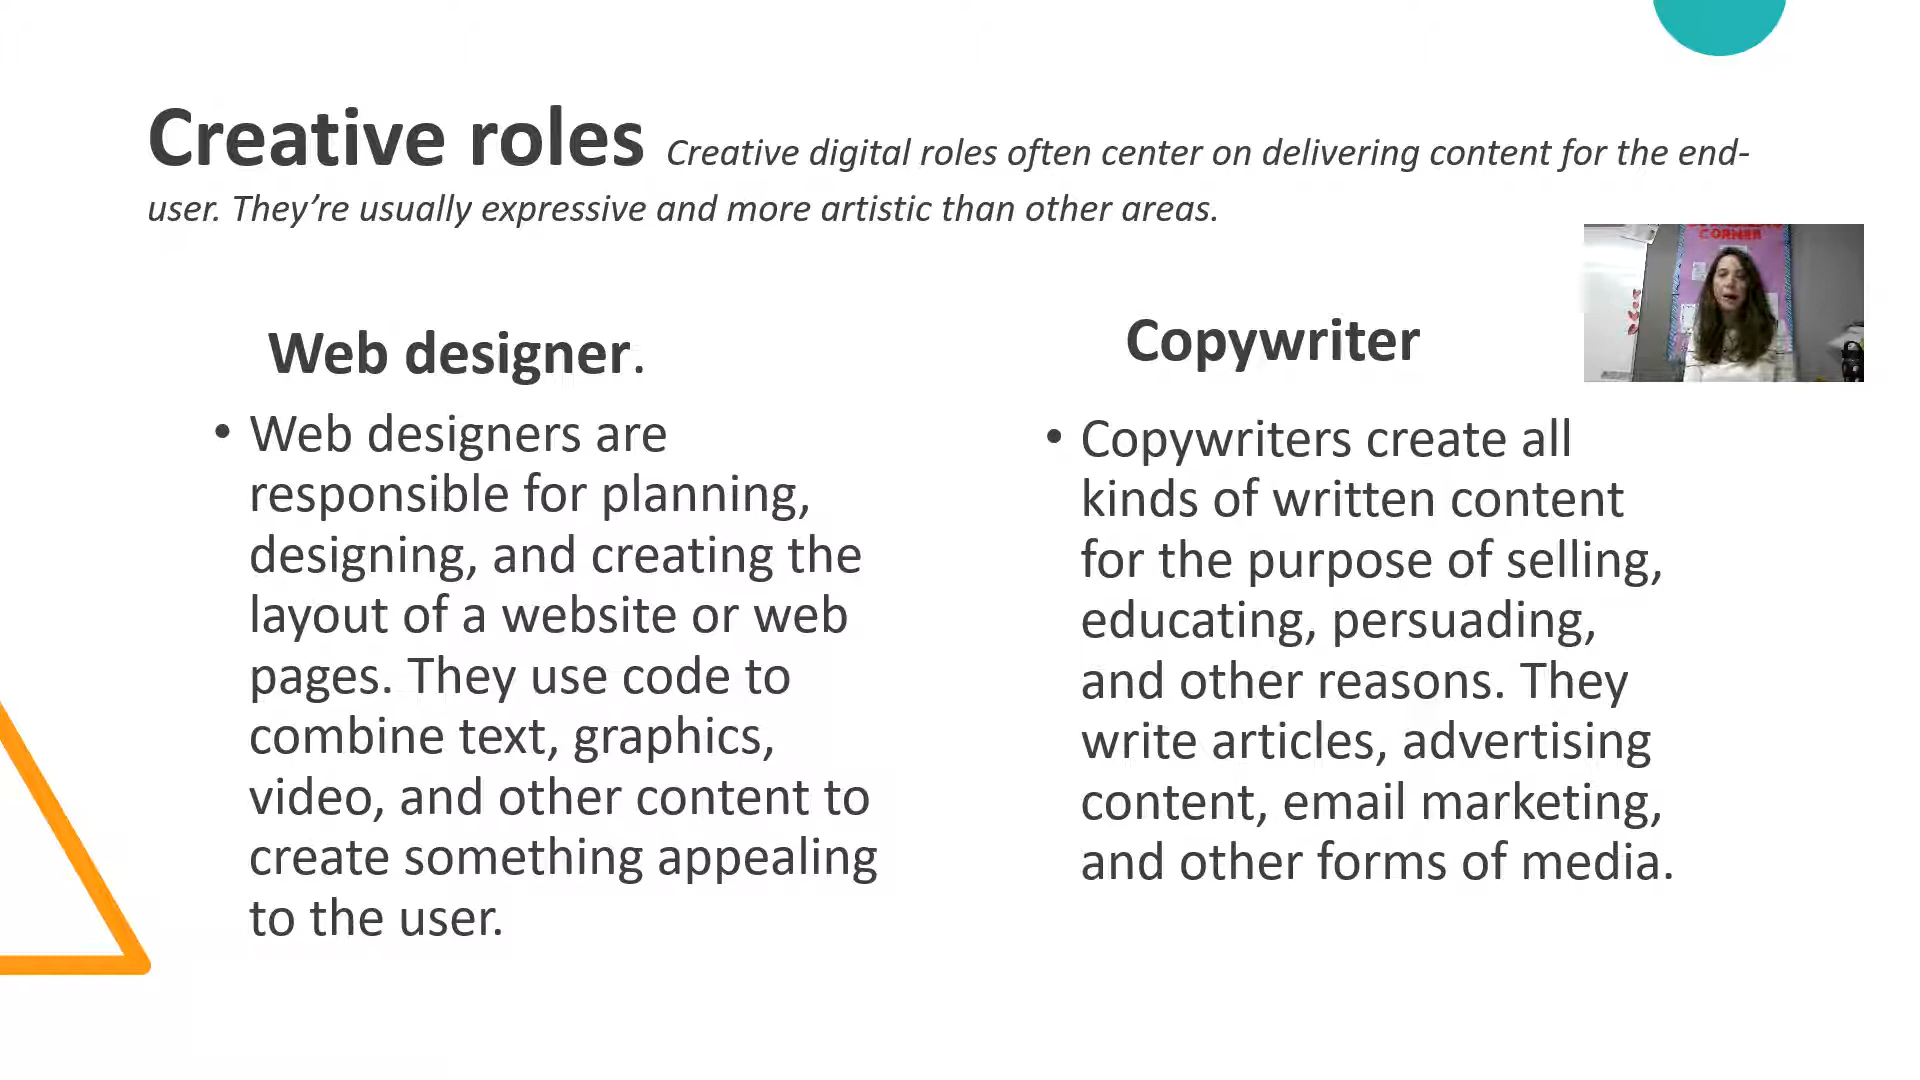 Creative roles Creative digital roles often center on delivering content for the end-
user. They’re usually expressive and more artistic than other areas.
CORNER
Web designer.
• Web designers are
responsible for planning,
designing, and creating the
layout of a website or web
pages. They use code to
combine text, graphics,
video, and other content to
create something appealing
to the user.
Copywriter
• Copywriters create all
kinds of written content
for the purpose of selling,
educating, persuading,
and other reasons. They
write articles, advertising
content, email marketing,
and other forms of media.